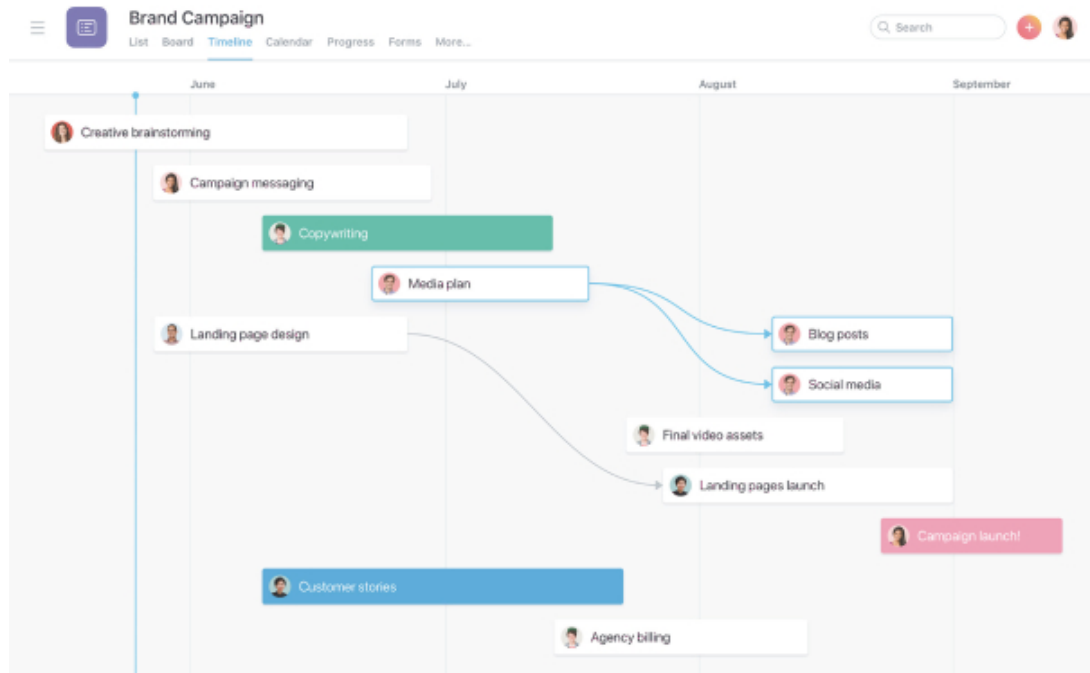 Brand Campaign
Search
List Board Timeline Calendar Progress Forms More...
June July August September
Creative brainstorming
Campaign messaging
Copywriting
Media plan
Landing page design
Blog posts
Social media
Final video assets
Landing pages launch
Campaign launch!
Customer stories
Agency billing